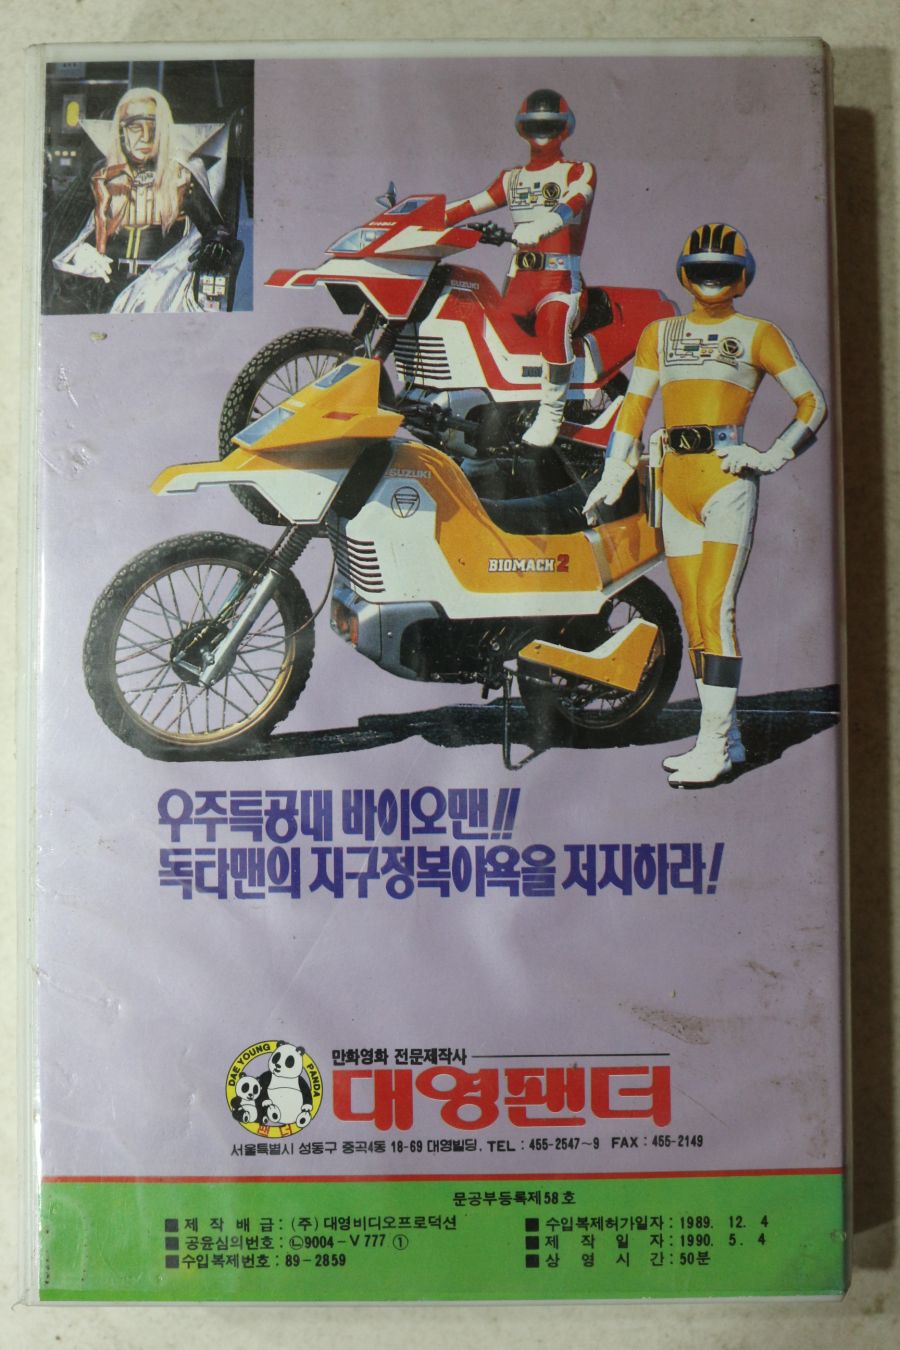 SUZUKI
SUZUKI
BIOMACH 2
우주특공대 바이오맨!!
독타맨의 지구정복야욕을 저지하라!
DAE YOUNG PANDA
팬더
만화영화 전문제작사
대영팬더
서울특별시 성동구 중곡4동 18-69 대영빌딩. TEL : 455-2547~9 FAX : 455-2149
문공부등록제58호
■ 제작배급 : (주) 대영비디오프로덕션
■ 공윤심의번호 : ㉡9004-V777 ①
■ 수입복제번호 : 89-2859
■ 수입복제허가일자 : 1989. 12. 4
■ 제작일자 : 1990. 5. 4
■ 상영시간 : 50분